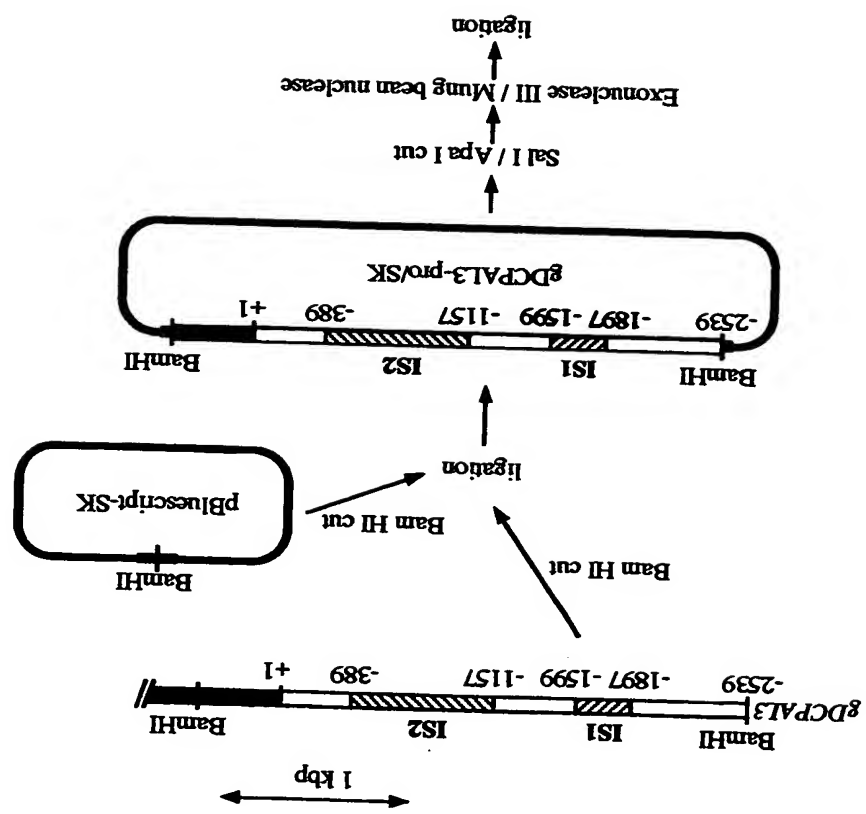 1 kbp
IS1 IS2
gDCPAL3 BamHI BamHI
-2539 -1897 -1599 -1157 -389 +1
Bam HI cut
BamHI
Bam HI cut
pBluescript-SK
ligation
IS1 IS2
BamHI BamHI
-2539 -1897 -1599 -1157 -389 +1
gDCPAL3-pro/SK
Sal I / Apa I cut
Exonuclease III / Mung bean nuclease
ligation